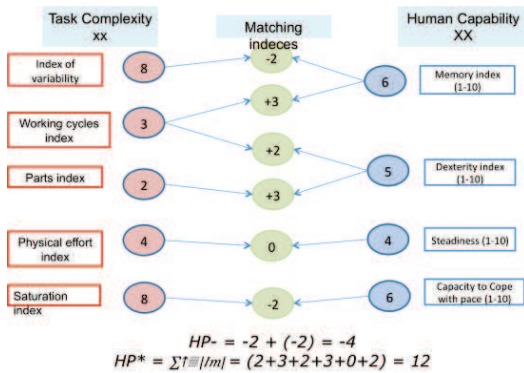 Task Complexity
xx
Matching
indeces
Human Capability
XX
Index of
variability
8
-2
6
Memory index
(1-10)
+3
Working cycles
index
3
+2
5
Dexterity index
(1-10)
Parts index
2
+3
Physical effort
index
4
0
4
Steadiness (1-10)
Saturation
index
8
-2
6
Capacity to Cope
with pace (1-10)
HP- = -2 + (-2) = -4
HP* = ∑↑≡|Im| = (2+3+2+3+0+2) = 12